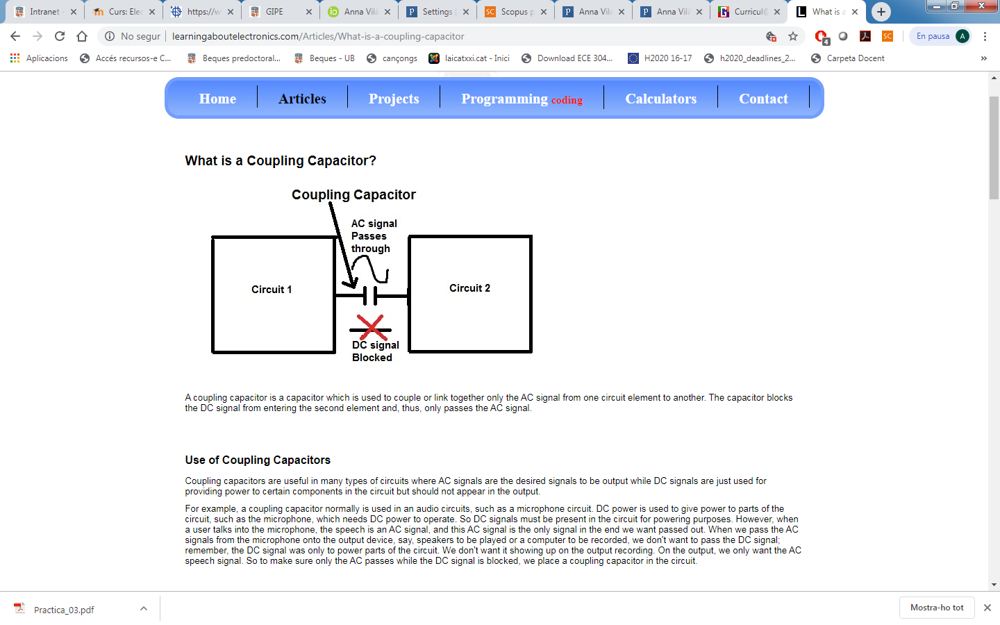 Intranet
Curs: Elec
https://w
GIPE
Anna Vilà
Settings
Scopus p
Anna Vila
Anna Vilà
Curricul©
What is a
No segur
learningaboutelectronics.com/Articles/What-is-a-coupling-capacitor
4
SC
En pausa
A
Aplicacions
Accés recursos-e C...
Beques predoctoral...
Beques - UB
cançongs
laicatxxi.cat - Inici
Download ECE 304...
H2020 16-17
h2020_deadlines_2...
Carpeta Docent
»
Home
Articles
Projects
Programming coding
Calculators
Contact
What is a Coupling Capacitor?
Coupling Capacitor
AC signal
Passes
through
Circuit 1
Circuit 2
DC signal
Blocked
A coupling capacitor is a capacitor which is used to couple or link together only the AC signal from one circuit element to another. The capacitor blocks
the DC signal from entering the second element and, thus, only passes the AC signal.
Use of Coupling Capacitors
Coupling capacitors are useful in many types of circuits where AC signals are the desired signals to be output while DC signals are just used for
providing power to certain components in the circuit but should not appear in the output.
For example, a coupling capacitor normally is used in an audio circuits, such as a microphone circuit. DC power is used to give power to parts of the
circuit, such as the microphone, which needs DC power to operate. So DC signals must be present in the circuit for powering purposes. However, when
a user talks into the microphone, the speech is an AC signal, and this AC signal is the only signal in the end we want passed out. When we pass the AC
signals from the microphone onto the output device, say, speakers to be played or a computer to be recorded, we don't want to pass the DC signal;
remember, the DC signal was only to power parts of the circuit. We don't want it showing up on the output recording. On the output, we only want the AC
speech signal. So to make sure only the AC passes while the DC signal is blocked, we place a coupling capacitor in the circuit.
Practica_03.pdf
Mostra-ho tot